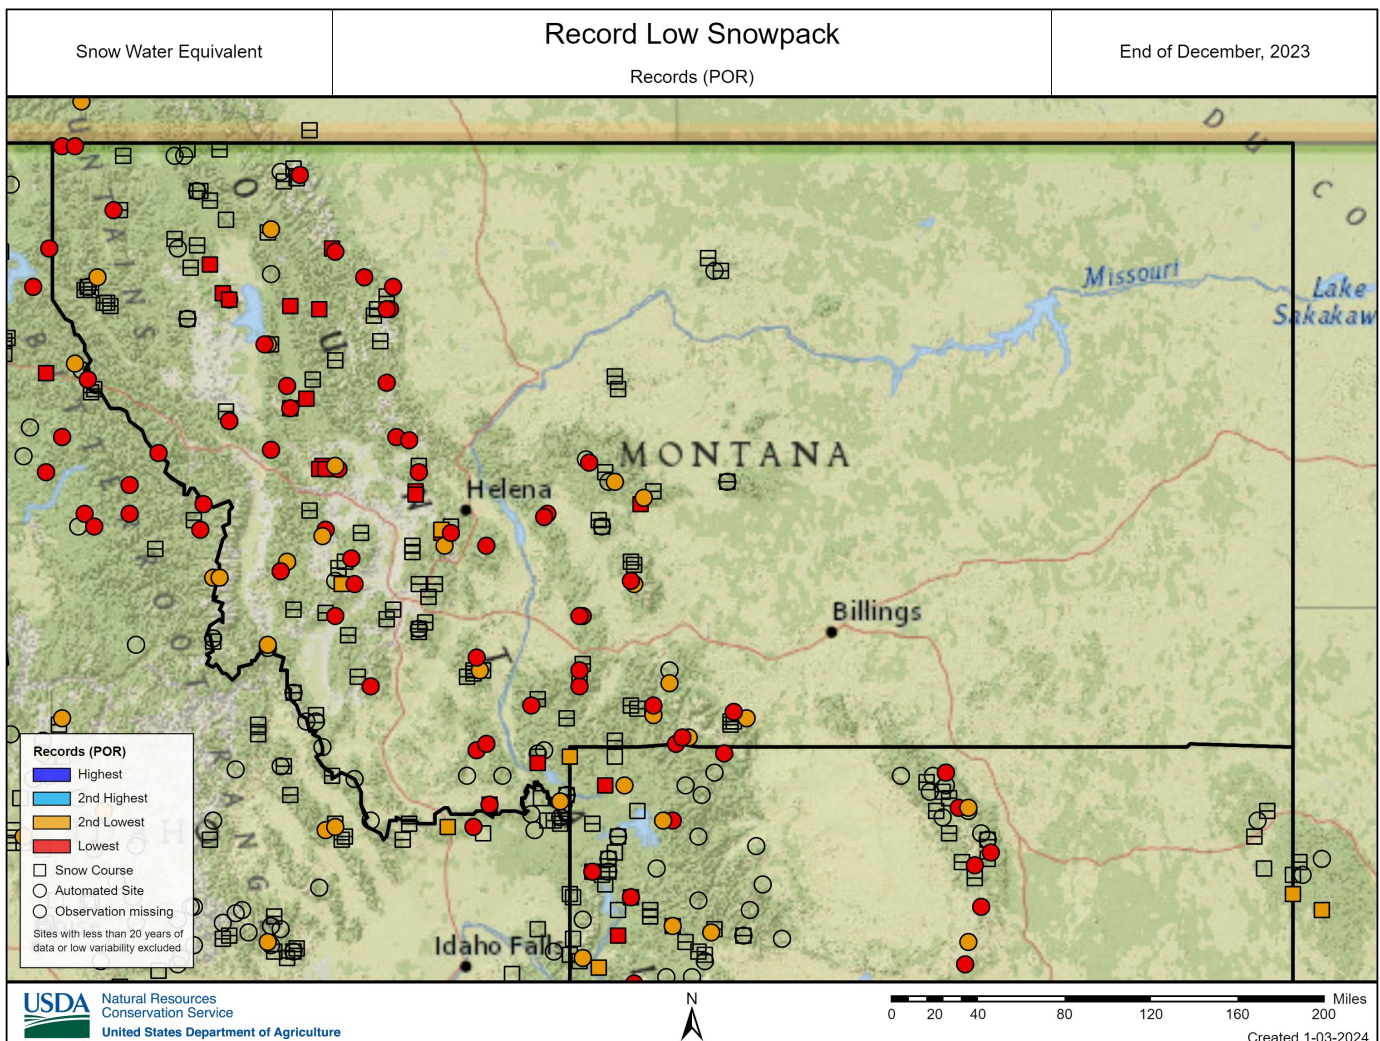 Snow Water Equivalent
Record Low Snowpack
Records (POR)
End of December, 2023
D U
C O
Missouri
Lake
Sakakaw
MONTANA
Helena
Billings
Idaho Falls
Records (POR)
Highest
2nd Highest
2nd Lowest
Lowest
Snow Course
Automated Site
Observation missing
Sites with less than 20 years of
data or low variability excluded
USDA
Natural Resources
Conservation Service
United States Department of Agriculture
N
0 20 40 80 120 160 200
Miles
Created 1-03-2024